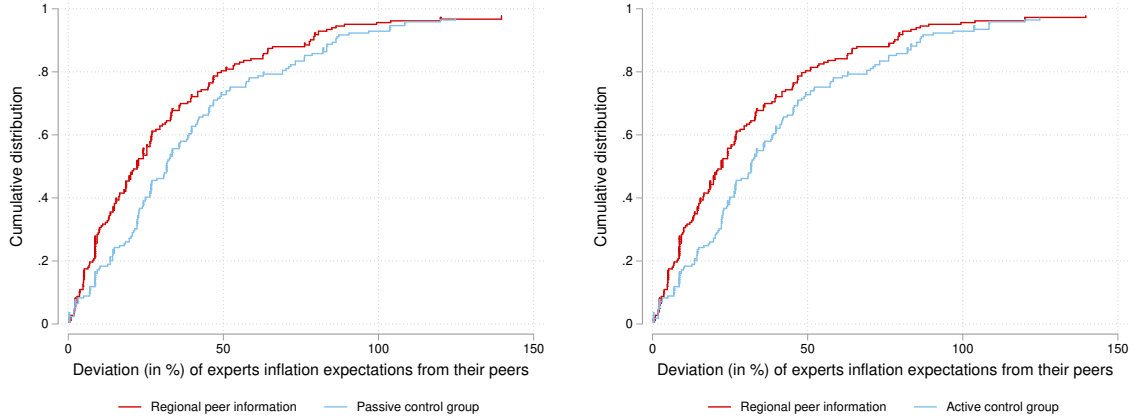 Cumulative distribution
1
.8
.6
.4
.2
0
0 50 100 150
Deviation (in %) of experts inflation expectations from their peers
Regional peer information Passive control group
Cumulative distribution
1
.8
.6
.4
.2
0
0 50 100 150
Deviation (in %) of experts inflation expectations from their peers
Regional peer information Active control group